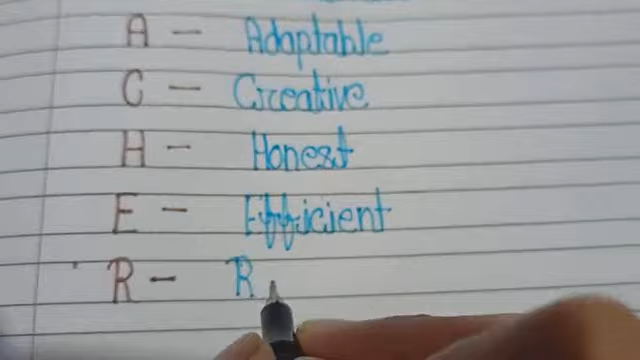 A - Adaptable
C - Creative
H - Honest
E - Efficient
R - R